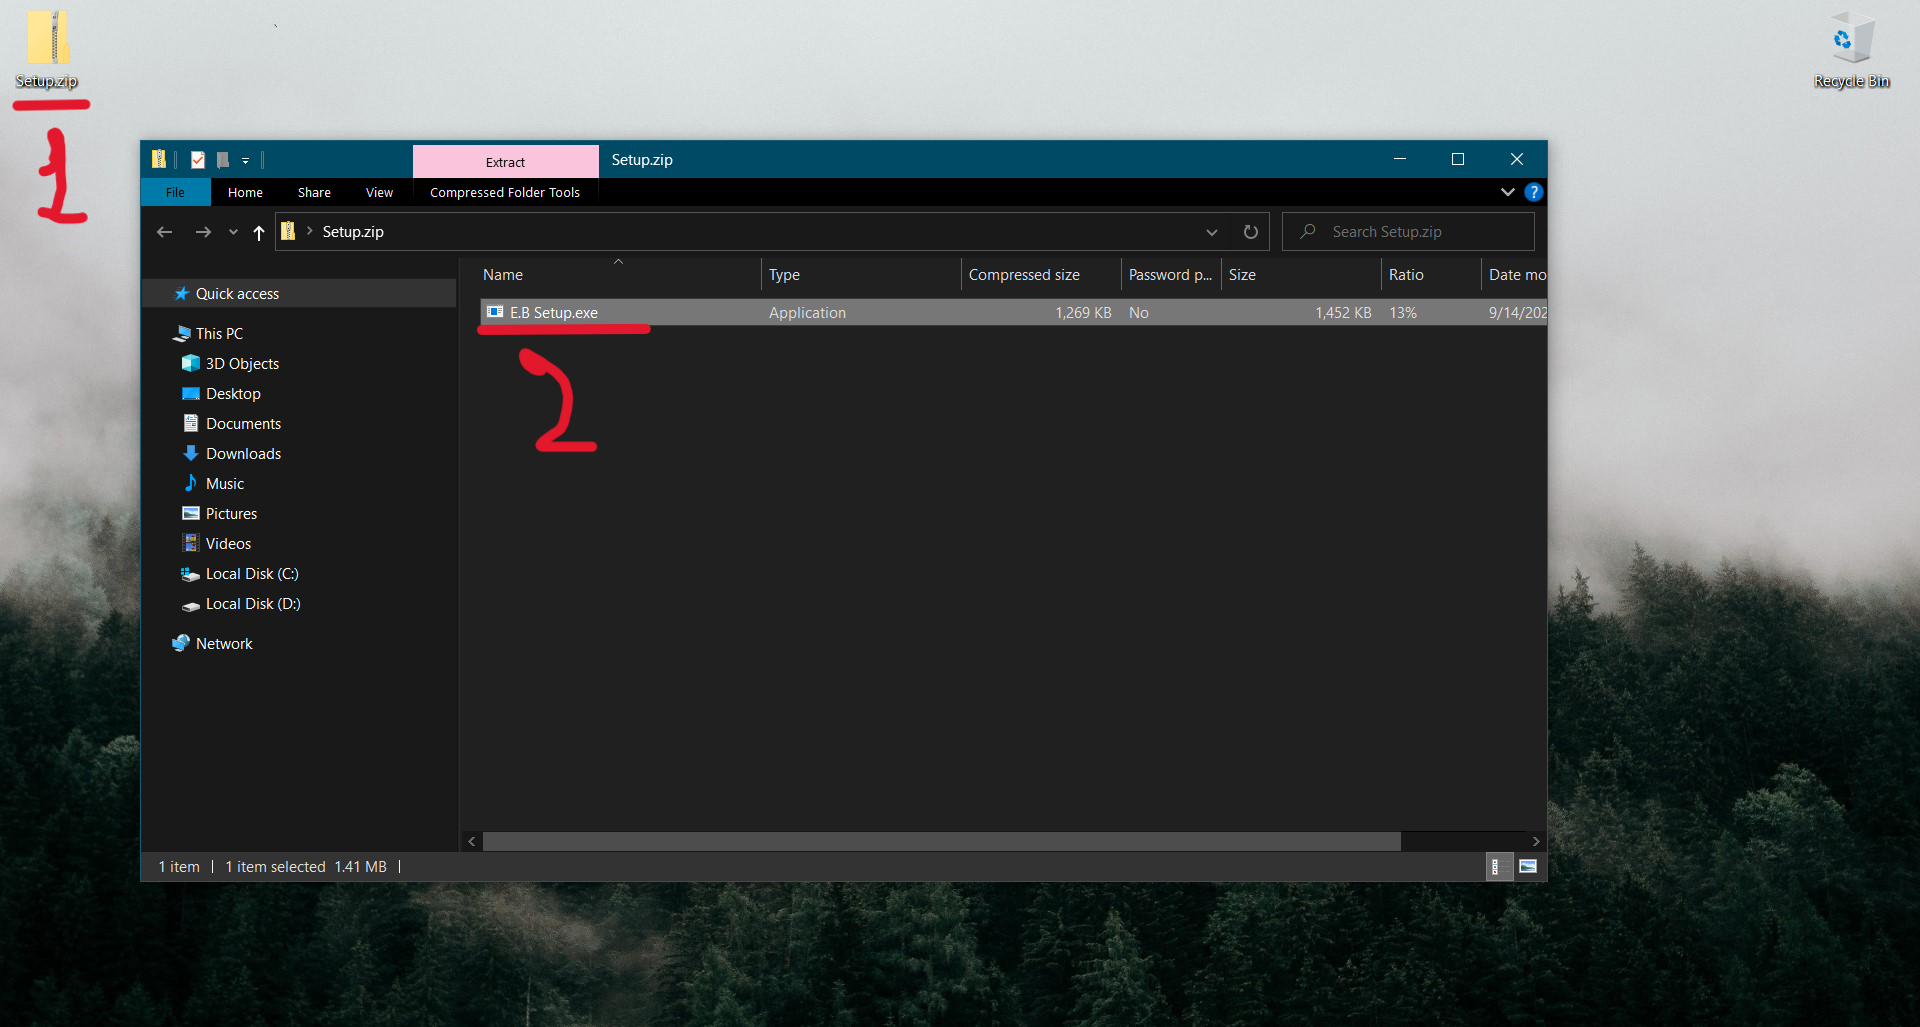 Setup.zip
Recycle Bin
1
Extract
Setup.zip
File
Home
Share
View
Compressed Folder Tools
?
Setup.zip
Search Setup.zip
Name
Type
Compressed size
Password p...
Size
Ratio
Date mo
E.B Setup.exe
Application
1,269 KB
No
1,452 KB
13%
9/14/202
2
Quick access
This PC
3D Objects
Desktop
Documents
Downloads
Music
Pictures
Videos
Local Disk (C:)
Local Disk (D:)
Network
1 item
1 item selected 1.41 MB